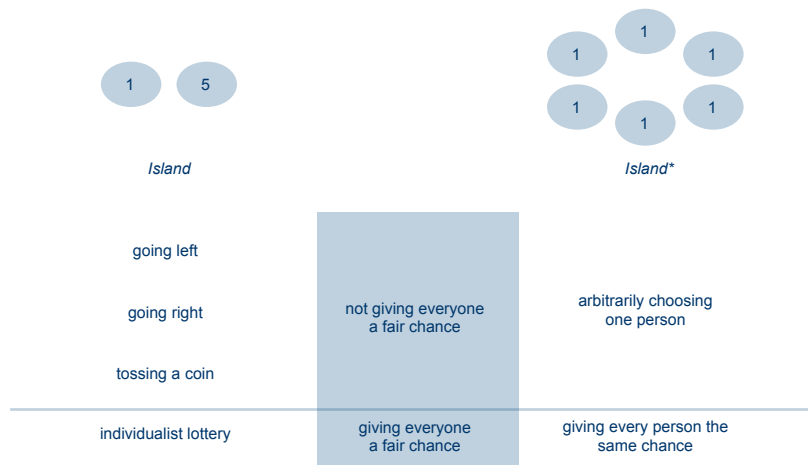 1
5
1
1
1
1
1
1
Island
Island*
going left
going right
not giving everyone
a fair chance
arbitrarily choosing
one person
tossing a coin
individualist lottery
giving everyone
a fair chance
giving every person the
same chance